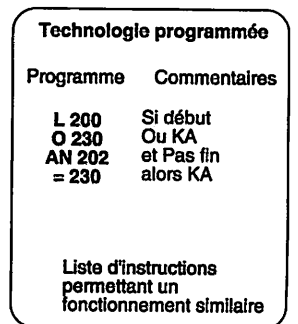 Technologie programmée
Programme Commentaires
L 200 Si début
O 230 Ou KA
AN 202 et Pas fin
= 230 alors KA
Liste d'instructions
permettant un
fonctionnement similaire